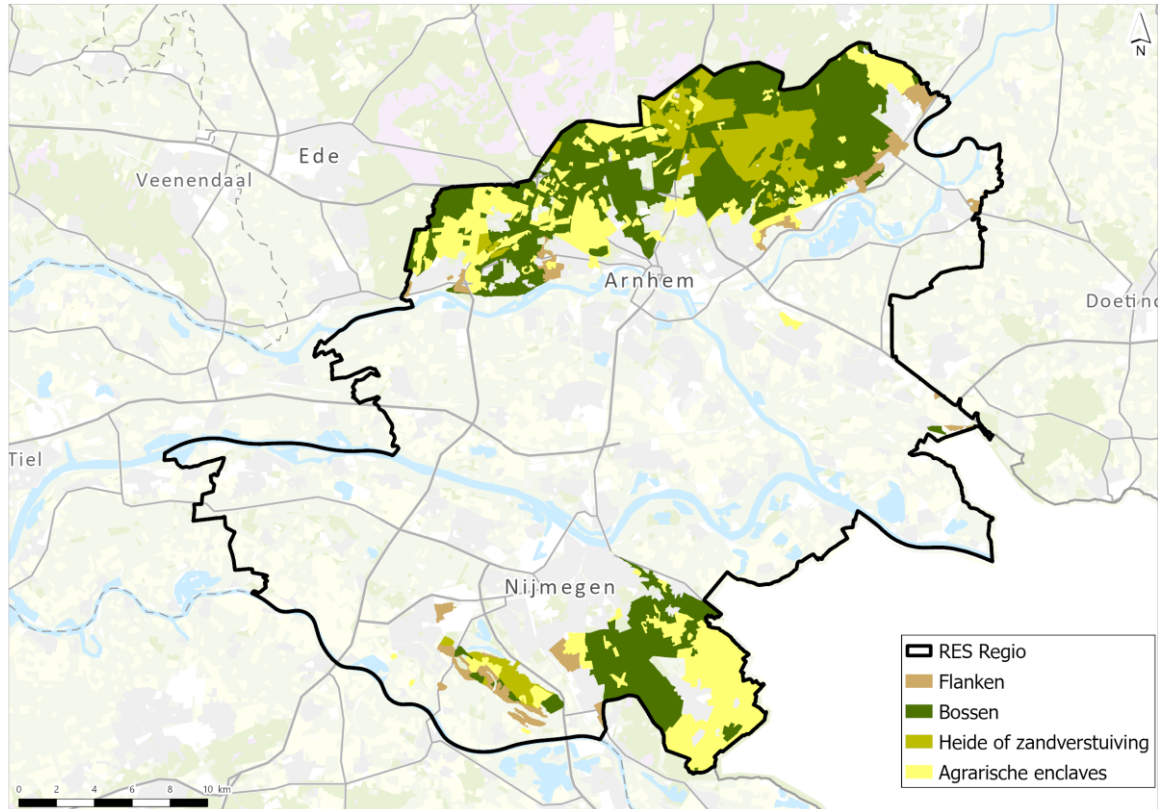 N
Ede
Veenendaal
Arnhem
Doetinc
Tiel
Nijmegen
RES Regio
Flanken
Bossen
Heide of zandverstuiving
Agrarische enclaves
0 2 4 6 8 10 km